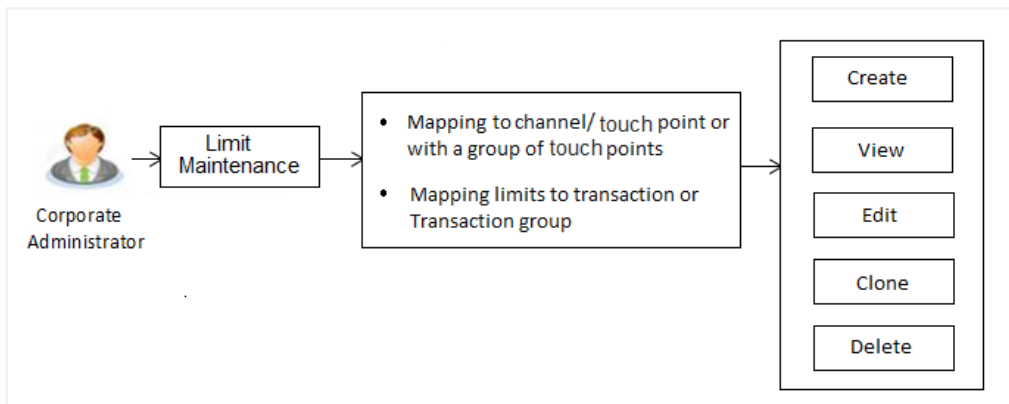 Corporate
Administrator
Limit
Maintenance
• Mapping to channel/ touch point or
with a group of touch points
• Mapping limits to transaction or
Transaction group
Create
View
Edit
Clone
Delete